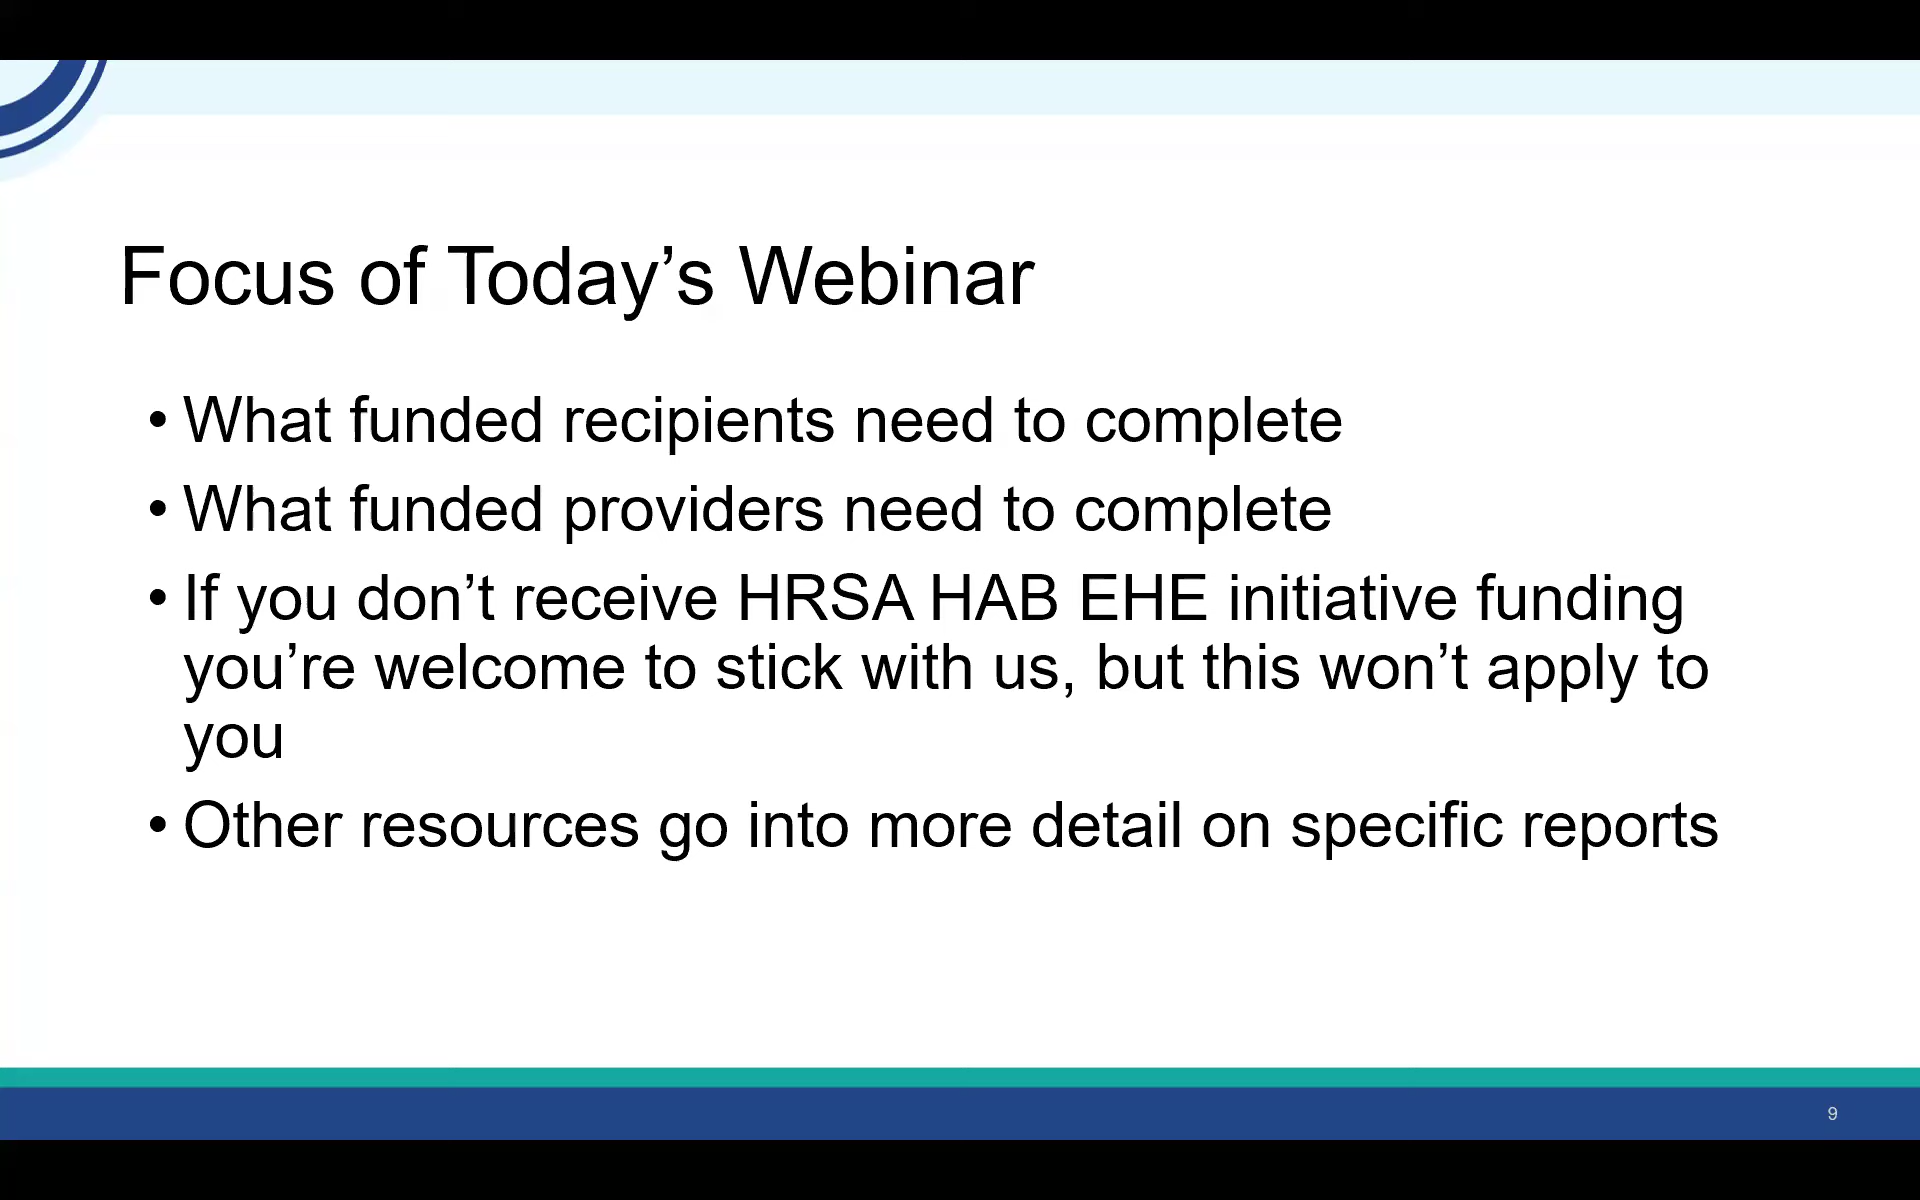 Focus of Today’s Webinar
• What funded recipients need to complete
• What funded providers need to complete
• If you don’t receive HRSA HAB EHE initiative funding
you’re welcome to stick with us, but this won’t apply to
you
• Other resources go into more detail on specific reports
9